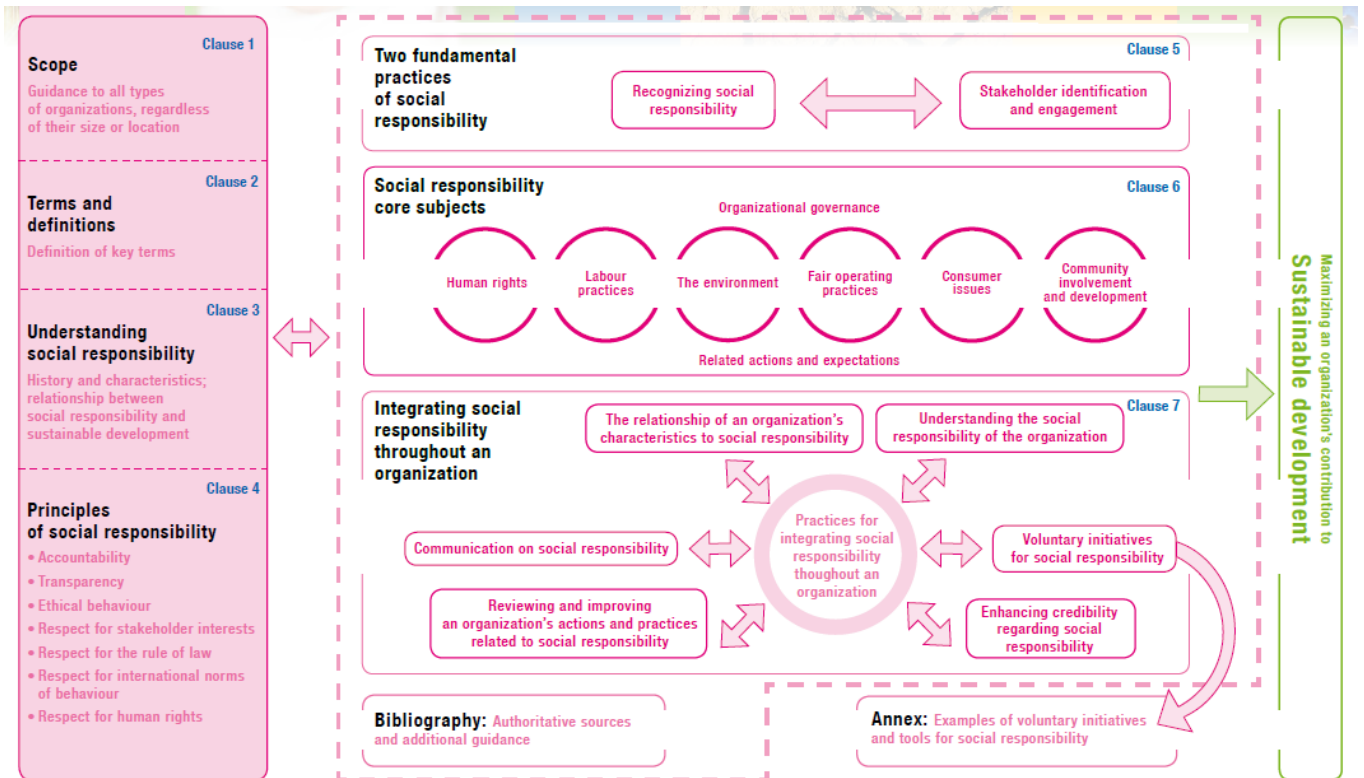 Clause 1
Scope
Guidance to all types
of organizations, regardless
of their size or location
Clause 2
Terms and
definitions
Definition of key terms
Clause 3
Understanding
social responsibility
History and characteristics;
relationship between
social responsibility and
sustainable development
Clause 4
Principles
of social responsibility
• Accountability
• Transparency
• Ethical behaviour
• Respect for stakeholder interests
• Respect for the rule of law
• Respect for international norms
of behaviour
• Respect for human rights
Two fundamental
practices
of social
responsibility
Clause 5
Recognizing social
responsibility
Stakeholder identification
and engagement
Social responsibility
core subjects
Clause 6
Organizational governance
Human rights
Labour
practices
The environment
Fair operating
practices
Consumer
issues
Community
involvement
and development
Related actions and expectations
Integrating social
responsibility
throughout an
organization
Clause 7
The relationship of an organization's
characteristics to social responsibility
Understanding the social
responsibility of the organization
Practices for
integrating social
responsibility
thoughout an
organization
Communication on social responsibility
Voluntary initiatives
for social responsibility
Reviewing and improving
an organization's actions and practices
related to social responsibility
Enhancing credibility
regarding social
responsibility
Bibliography: Authoritative sources
and additional guidance
Annex: Examples of voluntary initiatives
and tools for social responsibility
Maximizing an organization's contribution to
Sustainable development